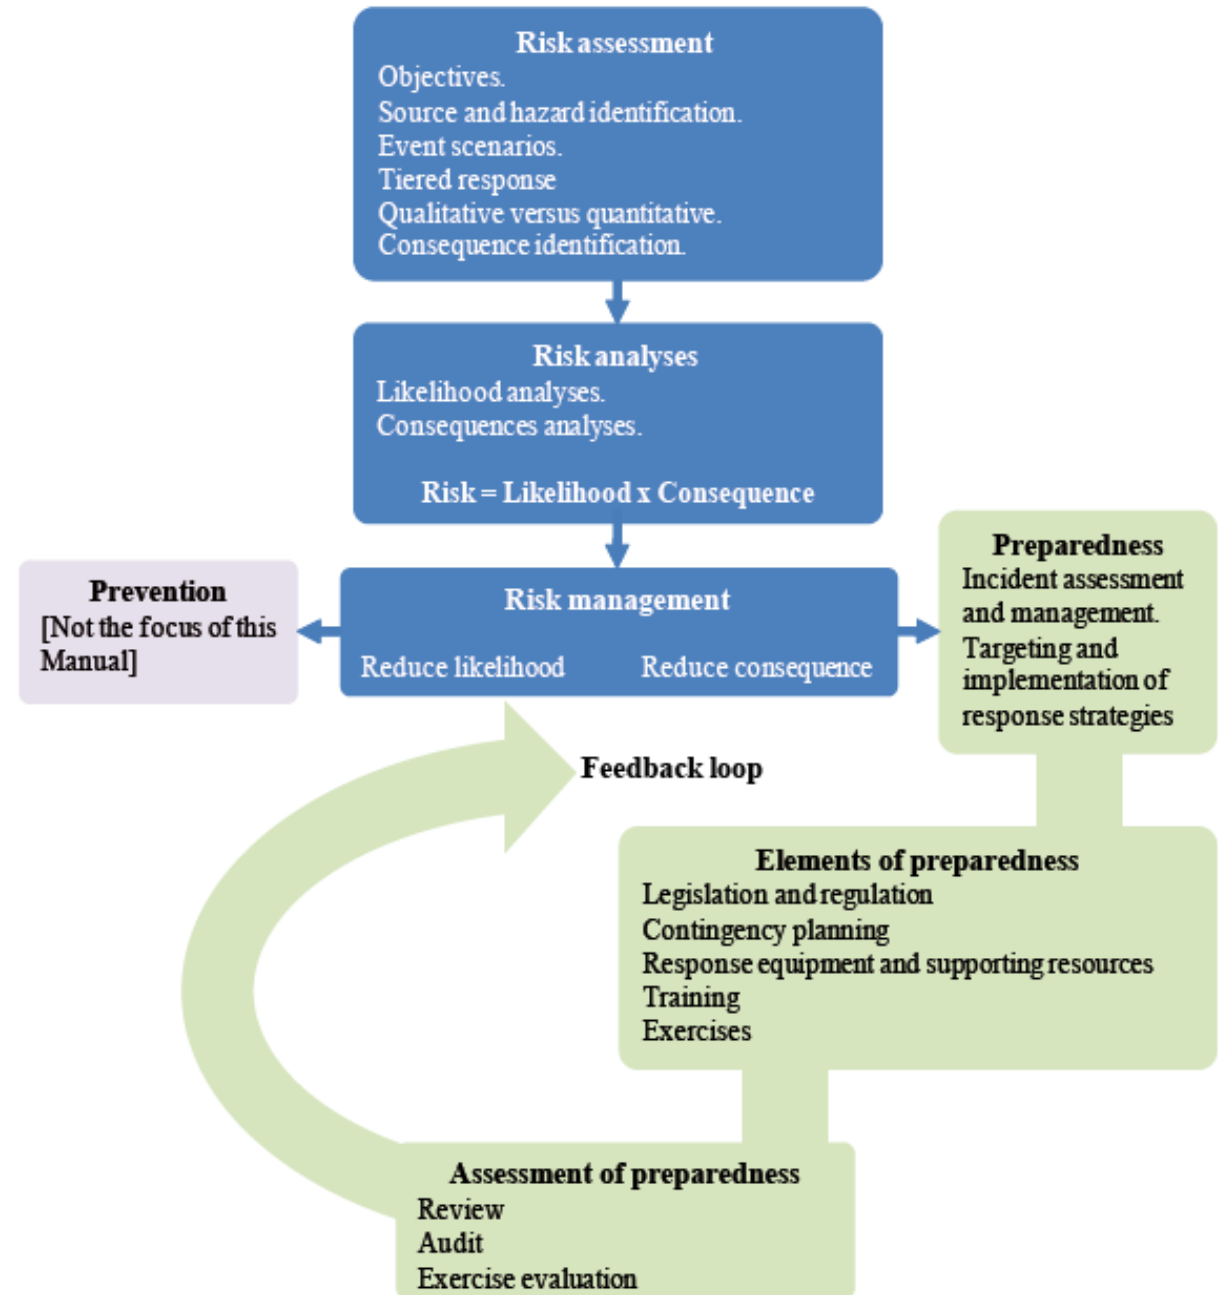 Risk assessment
Objectives.
Source and hazard identification.
Event scenarios.
Tiered response
Qualitative versus quantitative.
Consequence identification.
Risk analyses
Likelihood analyses.
Consequences analyses.
Risk = Likelihood x Consequence
Prevention
[Not the focus of this
Manual]
Risk management
Reduce likelihood
Reduce consequence
Preparedness
Incident assessment
and management.
Targeting and
implementation of
response strategies
Feedback loop
Elements of preparedness
Legislation and regulation
Contingency planning
Response equipment and supporting resources
Training
Exercises
Assessment of preparedness
Review
Audit
Exercise evaluation